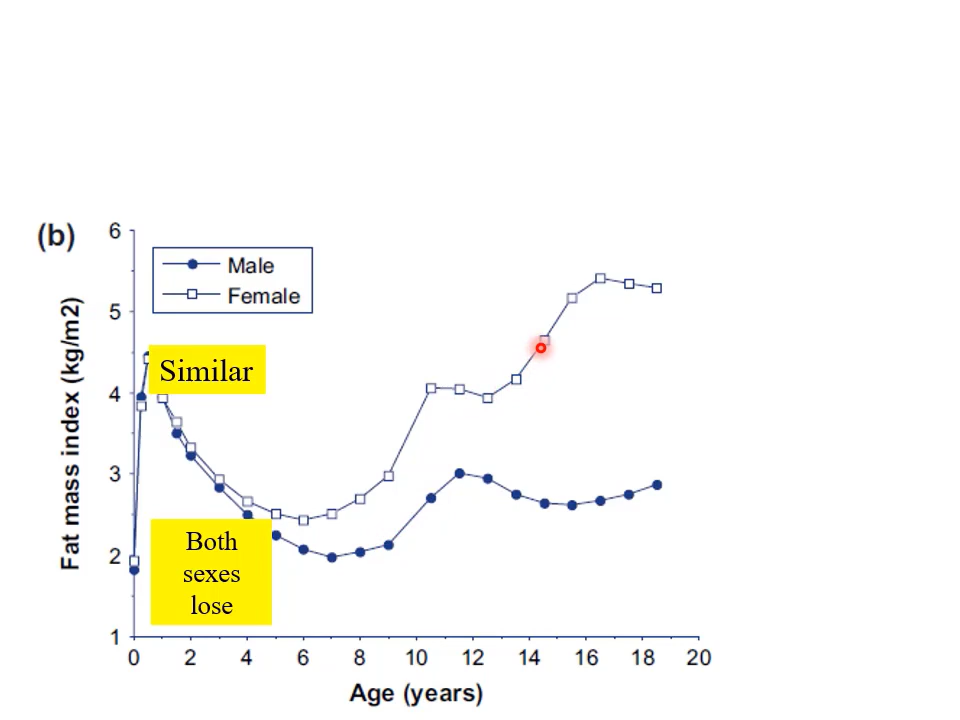 (b)
6
5
4
3
2
1
Fat mass index (kg/m2)
Male
Female
Similar
Both
sexes
lose
0 2 4 6 8 10 12 14 16 18 20
Age (years)